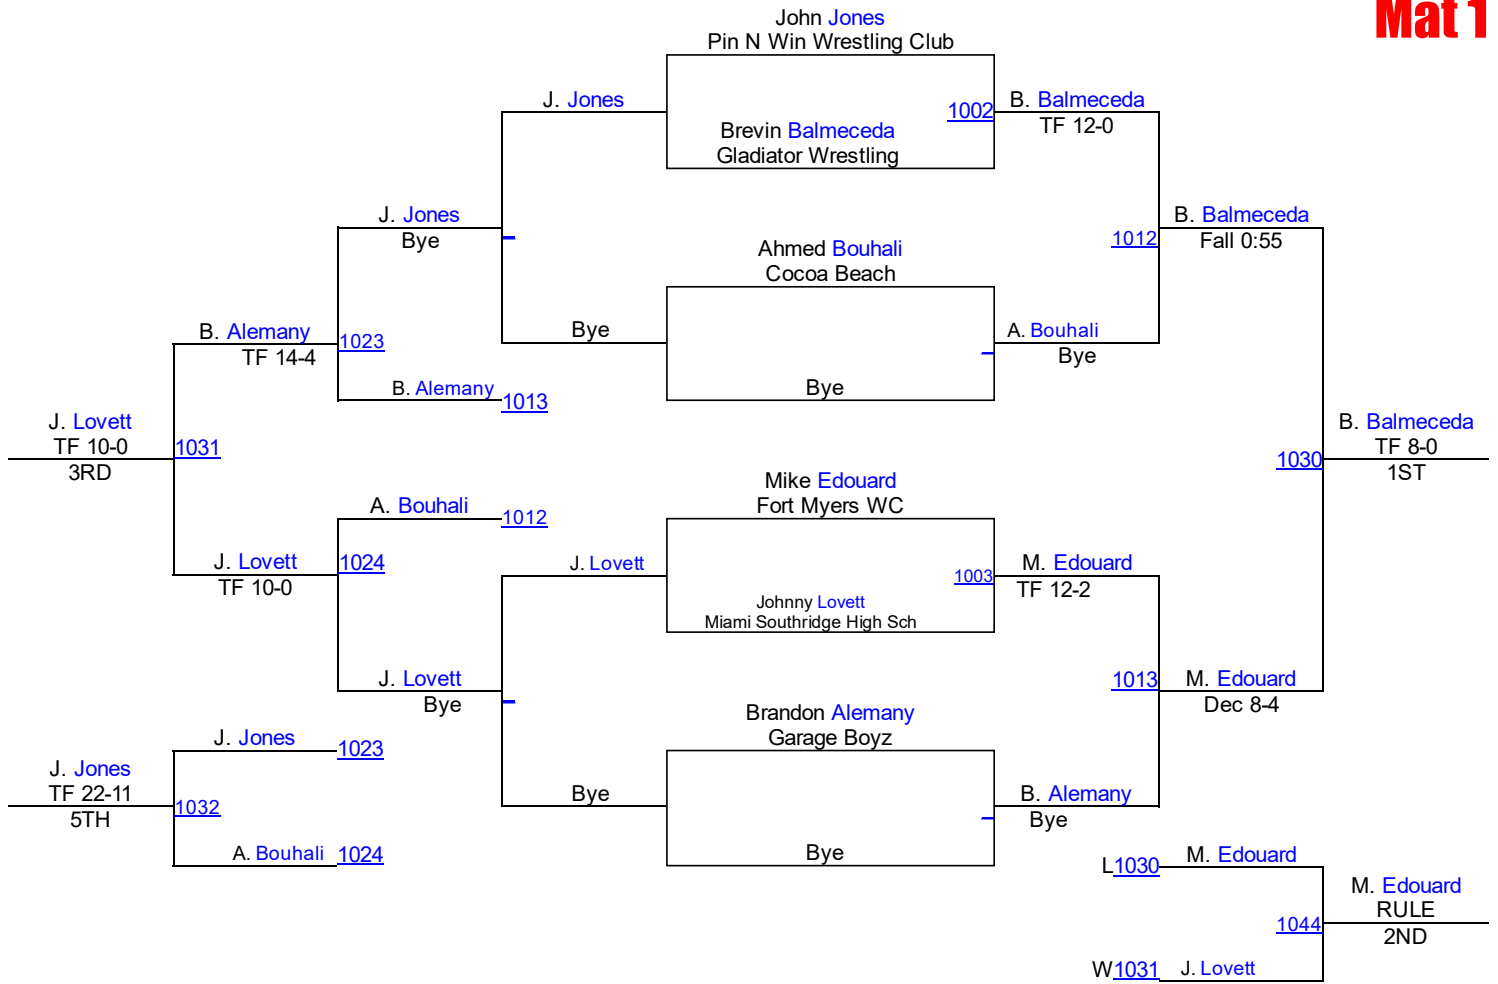 Mat 1
John Jones
Pin N Win Wrestling Club
J. Jones
1002
B. Balmeceda
TF 12-0
Brevin Balmeceda
Gladiator Wrestling
J. Jones
Bye
B. Balmeceda
1012
Fall 0:55
Ahmed Bouhali
Cocoa Beach
B. Alemany
TF 14-4
1023
Bye
A. Bouhali
Bye
B. Alemany
1013
Bye
J. Lovett
TF 10-0
3RD
1031
B. Balmeceda
TF 8-0
1ST
1030
Mike Edouard
Fort Myers WC
A. Bouhali
1012
J. Lovett
TF 10-0
1024
J. Lovett
1003
M. Edouard
TF 12-2
Johnny Lovett
Miami Southridge High Sch
J. Lovett
Bye
1013
M. Edouard
Dec 8-4
Brandon Alemany
Garage Boyz
J. Jones
1023
J. Jones
TF 22-11
5TH
1032
Bye
B. Alemany
Bye
A. Bouhali
1024
Bye
L1030
M. Edouard
M. Edouard
RULE
2ND
1044
W1031
J. Lovett